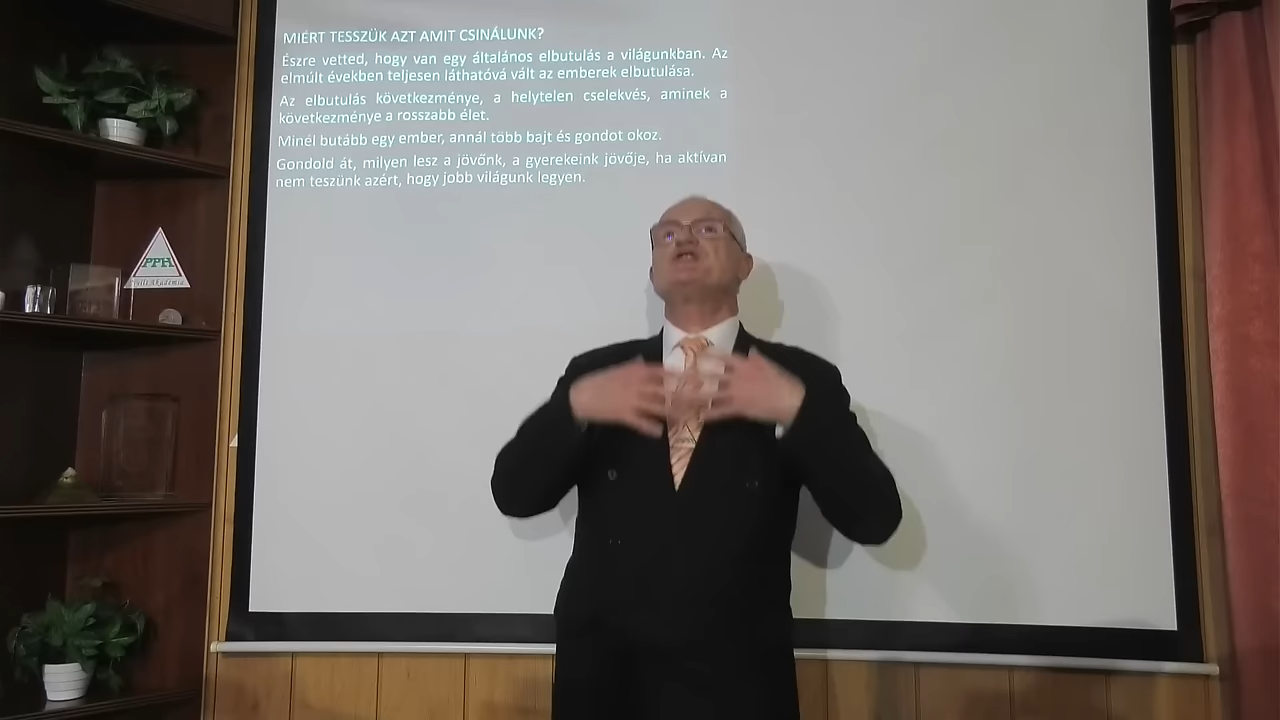 MIÉRT TESSZÜK AZT AMIT CSINÁLUNK?
Észre vetted, hogy van egy általános elbutulás a világunkban. Az
elmúlt években teljesen láthatóvá vált az emberek elbutulása.
Az elbutulás következménye, a helytelen cselekvés, aminek a
következménye a rosszabb élet.
Minél butább egy ember, annál több bajt és gondot okoz.
Gondold át, milyen lesz a jövőnk, a gyerekeink jövője, ha aktívan
nem teszünk azért, hogy jobb világunk legyen.
PPH
Akadémia